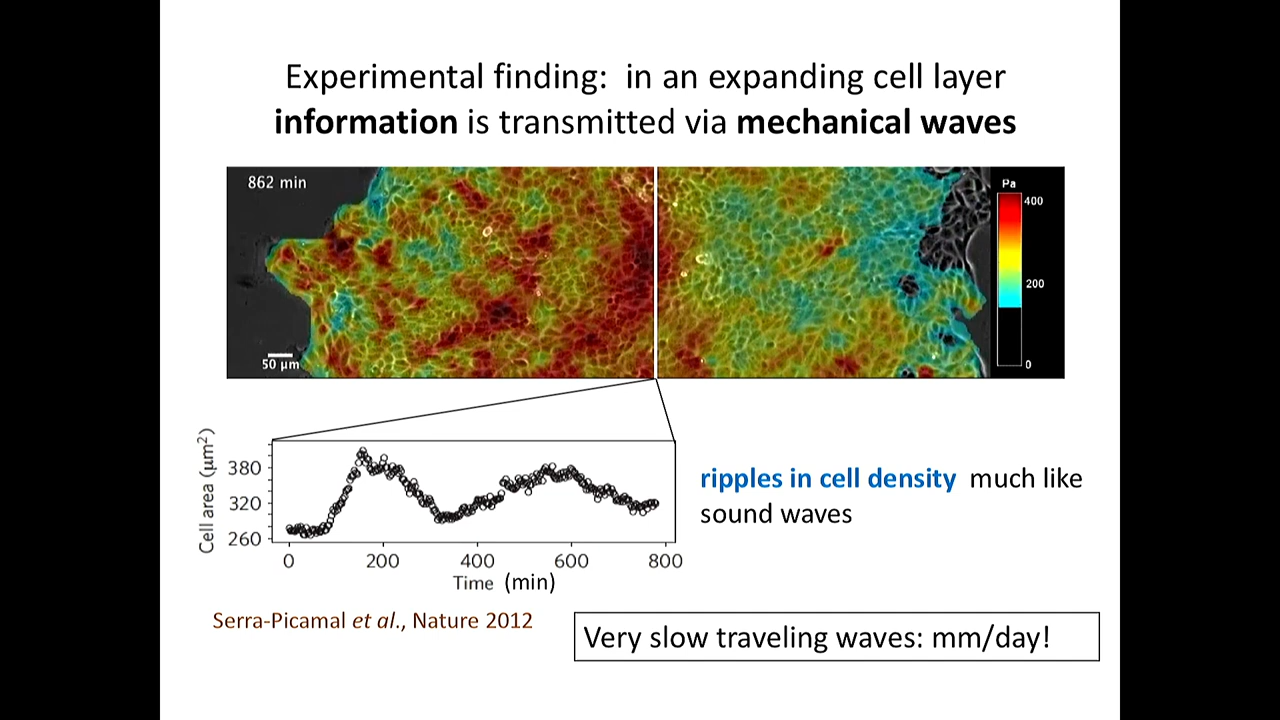 Experimental finding:  in an expanding cell layer
information is transmitted via mechanical waves
862 min
Pa
400
200
0
50 µm
Cell area (µm²)
380
320
260
0 200 400 600 800
Time (min)
ripples in cell density much like
sound waves
Serra-Picamal et al., Nature 2012
Very slow traveling waves: mm/day!